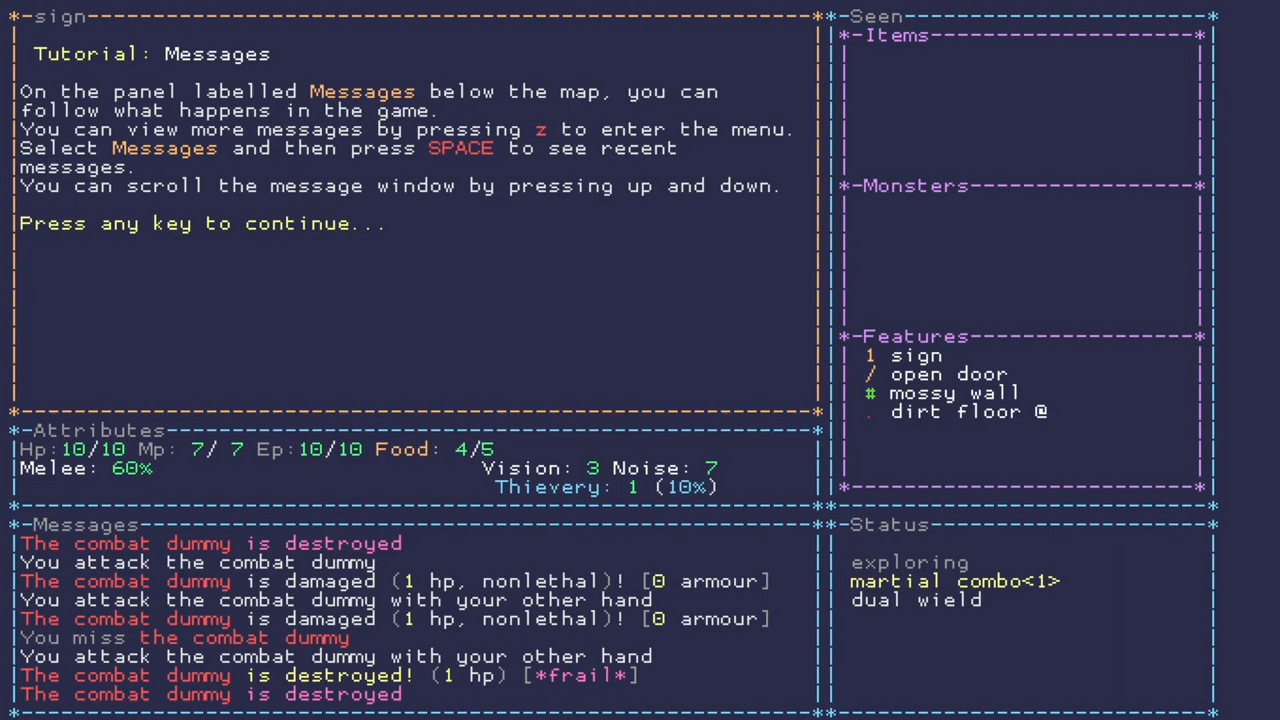 sign
Tutorial: Messages
On the panel labelled Messages below the map, you can
follow what happens in the game.
You can view more messages by pressing z to enter the menu.
Select Messages and then press SPACE to see recent
messages.
You can scroll the message window by pressing up and down.
Press any key to continue...
Attributes
Hp:10/10 Mp: 7/ 7 Ep:10/10 Food: 4/5
Melee: 60% Vision: 3 Noise: 7
Thievery: 1 (10%)
Messages
The combat dummy is destroyed
You attack the combat dummy
The combat dummy is damaged (1 hp, nonlethal)! [0 armour]
You attack the combat dummy with your other hand
The combat dummy is damaged (1 hp, nonlethal)! [0 armour]
You miss the combat dummy
You attack the combat dummy with your other hand
The combat dummy is destroyed! (1 hp) [*frail*]
The combat dummy is destroyed
Seen
Items
Monsters
Features
1 sign
/ open door
# mossy wall
. dirt floor @
Status
exploring
martial combo<1>
dual wield